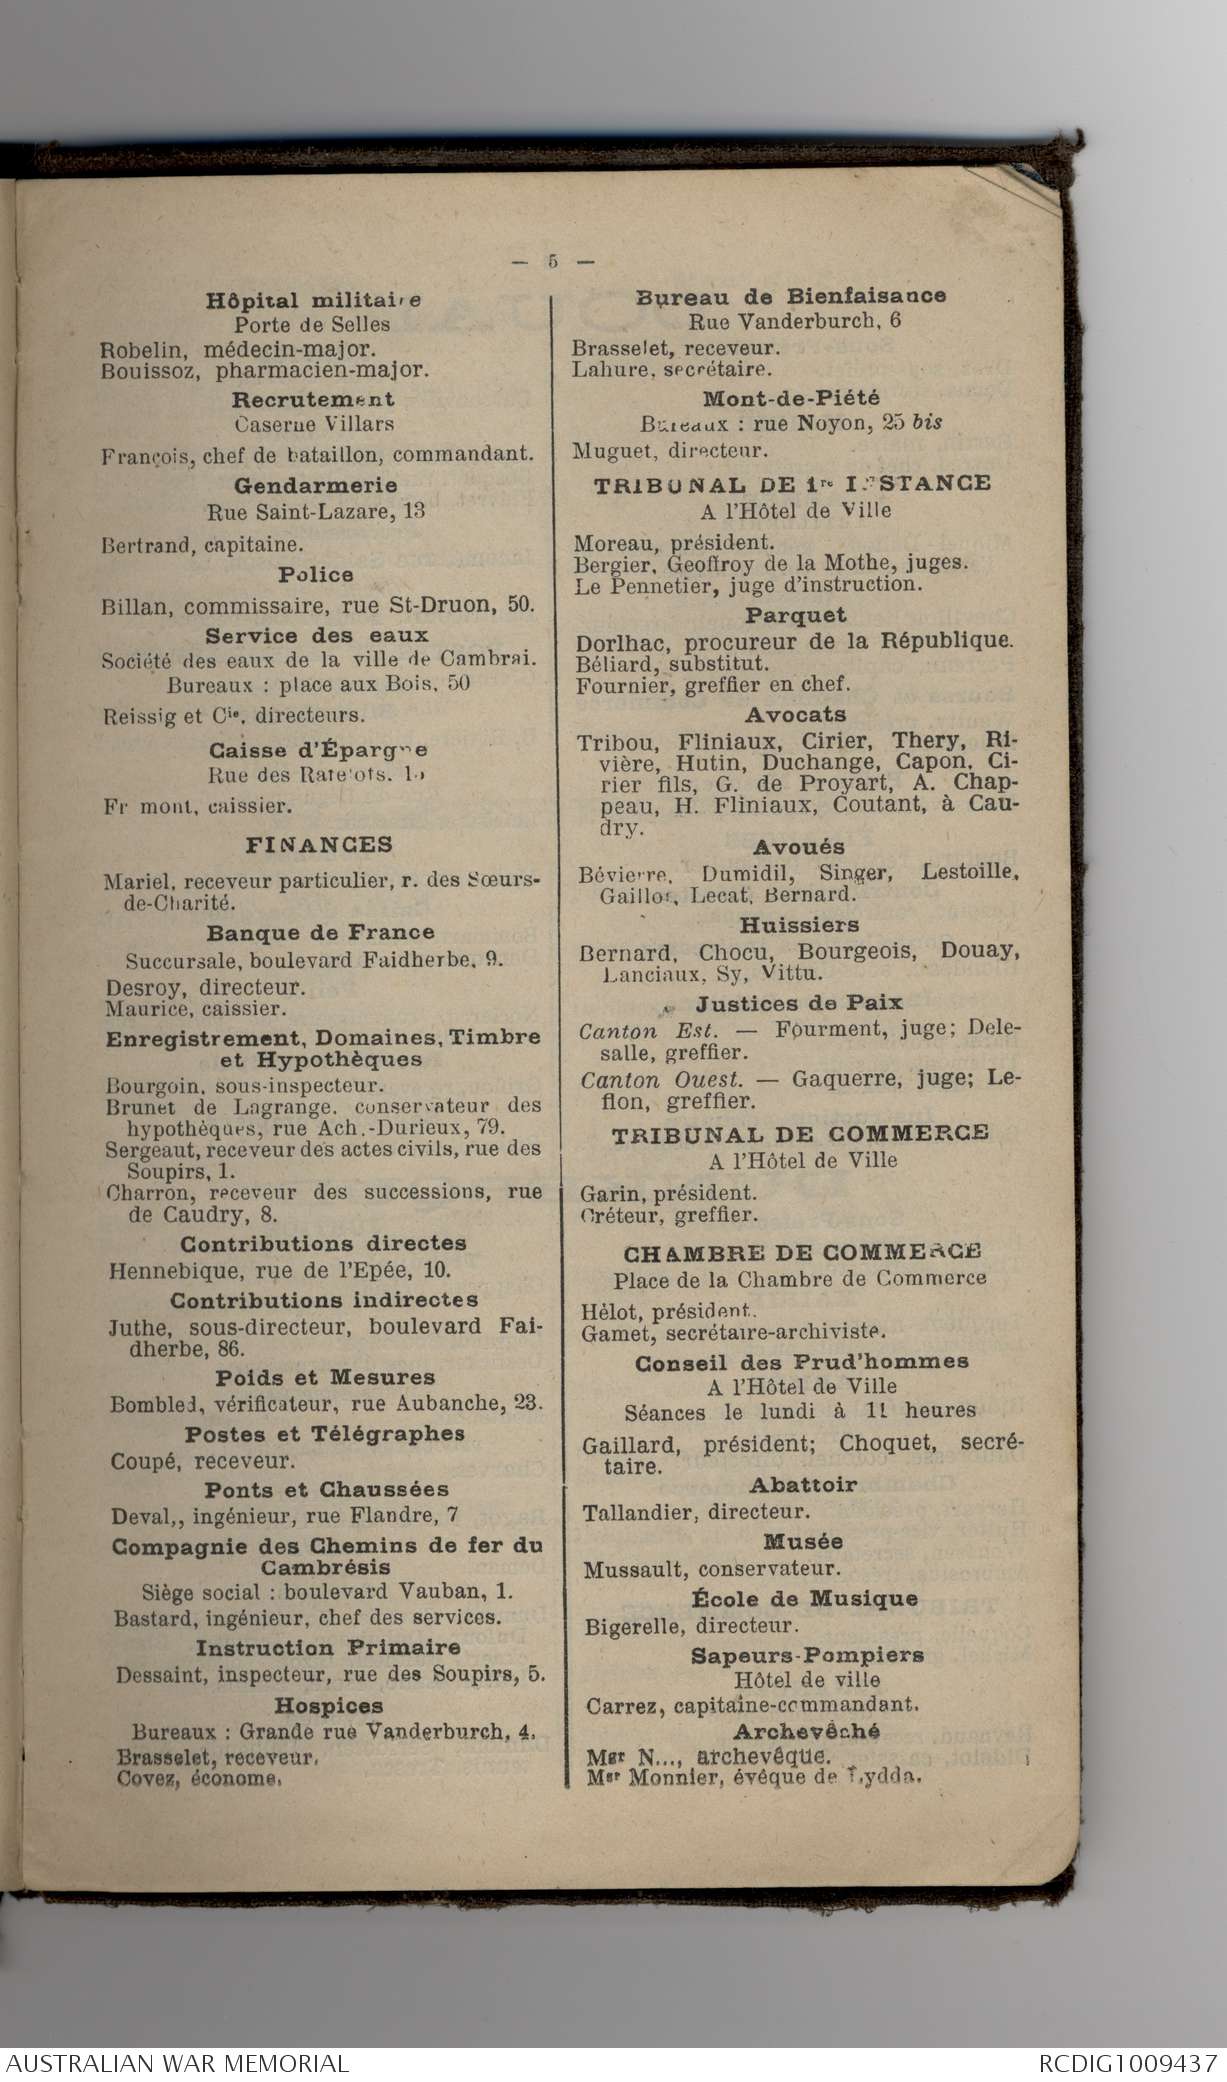 — 5 —
Hôpital militaire
Porte de Selles
Robelin, médecin-major.
Bouissoz, pharmacien-major.
Recrutement
Caserne Villars
François, chef de bataillon, commandant.
Gendarmerie
Rue Saint-Lazare, 13
Bertrand, capitaine.
Police
Billan, commissaire, rue St-Druon, 50.
Service des eaux
Société des eaux de la ville de Cambrai.
Bureaux : place aux Bois, 50
Reissig et Cie, directeurs.
Caisse d'Épargne
Rue des
caissier.
FINANCES
Mariel, receveur particulier, r. des Sœurs-
de-Charité.
Banque de France
Succursale, boulevard Faidherbe, 9.
Desroy, directeur.
Maurice, caissier.
Enregistrement, Domaines, Timbre
et Hypothèques
Bourgoin, sous-inspecteur.
Brunet de Lagrange, conservateur des
hypothèques, rue Ach.-Durieux, 79.
Sergeaut, receveur des actes civils, rue des
Soupirs, 1.
Charron, receveur des successions, rue
de Caudry, 8.
Contributions directes
Hennebique, rue de l'Epée, 10.
Contributions indirectes
Juthe, sous-directeur, boulevard Fai-
dherbe, 86.
Poids et Mesures
Bombled, vérificateur, rue Aubanche, 23.
Postes et Télégraphes
Coupé, receveur.
Ponts et Chaussées
Deval,, ingénieur, rue Flandre, 7
Compagnie des Chemins de fer du
Cambrésis
Siège social : boulevard Vauban, 1.
Bastard, ingénieur, chef des services.
Instruction Primaire
Dessaint, inspecteur, rue des Soupirs, 5.
Hospices
Bureaux : Grande rue Vanderburch, 4.
Brasselet, receveur.
Covez, économe.
Bureau de Bienfaisance
Rue Vanderburch, 6
Brasselet, receveur.
Lahure, secrétaire.
Mont-de-Piété
Bureaux : rue Noyon, 25 bis
Muguet, directeur.
TRIBUNAL DE 1re INSTANCE
A l'Hôtel de Ville
Moreau, président.
Bergier, Geoffroy de la Mothe, juges.
Le Pennetier, juge d'instruction.
Parquet
Dorlhac, procureur de la République.
Béliard, substitut.
Fournier, greffier en chef.
Avocats
Tribou, Fliniaux, Cirier, Thery, Ri-
vière, Hutin, Duchange, Capon, Ci-
rier fils, G. de Proyart, A. Chap-
peau, H. Fliniaux, Coutant, à Cau-
dry.
Avoués
Bévierre, Dumidil, Singer, Lestoille,
Lecat, Bernard.
Huissiers
Bernard, Chocu, Bourgeois, Douay,
Lanciaux, Sy, Vittu.
Justices de Paix
Canton Est. — Fourment, juge; Dele-
salle, greffier.
Canton Ouest. — Gaquerre, juge; Le-
flon, greffier.
TRIBUNAL DE COMMERCE
A l'Hôtel de Ville
Garin, président.
Créteur, greffier.
CHAMBRE DE COMMERCE
Place de la Chambre de Commerce
Hélot, président.
Gamet, secrétaire-archiviste.
Conseil des Prud'hommes
A l'Hôtel de Ville
Séances le lundi à 11 heures
Gaillard, président; Choquet, secré-
taire.
Abattoir
Tallandier, directeur.
Musée
Mussault, conservateur.
École de Musique
Bigerelle, directeur.
Sapeurs-Pompiers
Hôtel de ville
Carrez, capitaine-commandant.
Archevêché
Mgr N..., archevêque.
Mgr Monnier, évêque de Lydda.
AUSTRALIAN WAR MEMORIAL
RCDIG1009437